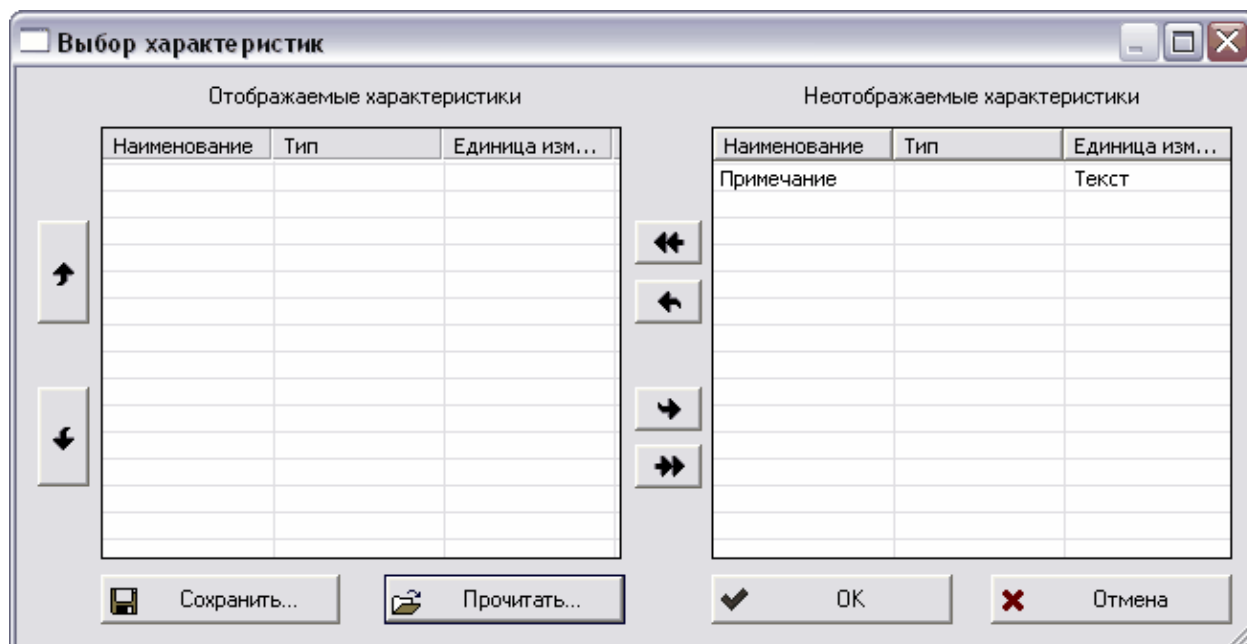 Выбор характеристик
Отображаемые характеристики
Неотображаемые характеристики
Наименование Тип Единица изм...
Наименование Тип Единица изм...
Примечание Текст
Сохранить... Прочитать... OK Отмена